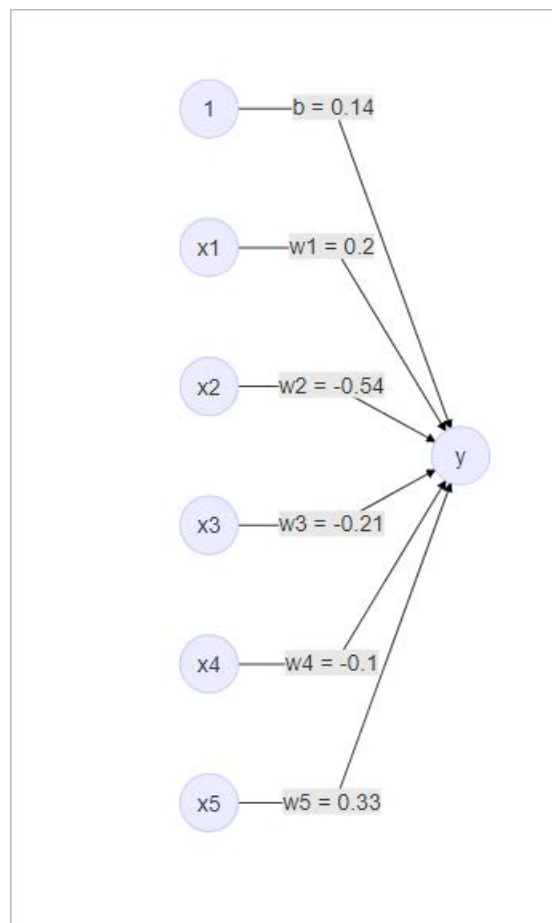 1
b = 0.14
x1
w1 = 0.2
x2
w2 = -0.54
y
x3
w3 = -0.21
x4
w4 = -0.1
x5
w5 = 0.33